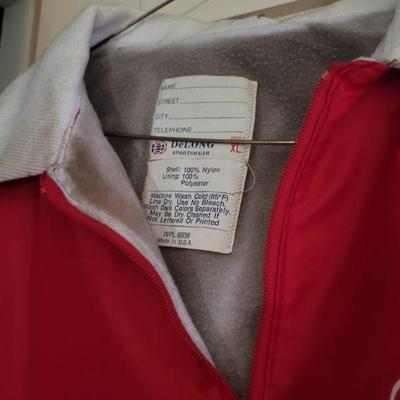 NAME
STREET
CITY
TELEPHONE
DeLONG
SPORTSWEAR
ADULT
XL
Shell: 100% Nylon
Lining: 100%
Polyester
Machine Wash Cold (85°F)
Line Dry. Use No Bleach.
Wash Dark Colors Separately.
May Be Dry Cleaned If
Not Lettered Or Printed
WPL 8936
Made in U.S.A.